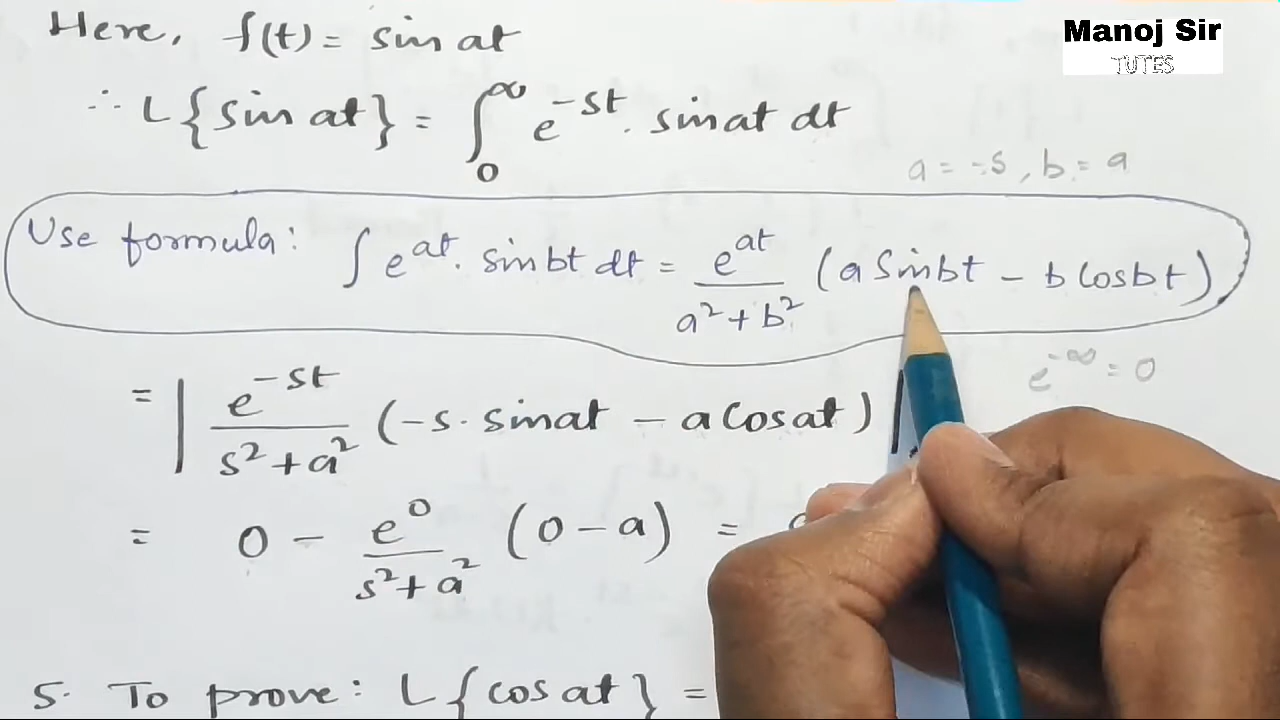 Here, f(t) = sin at
Manoj Sir
TUTES
∴ L{sin at} = ∫₀^∞ e^{-st} . sin at dt
a = -s, b = a
Use formula: ∫ e^{at} . sin bt dt = e^{at} / (a² + b²) (a sin bt - b cos bt)
e^{-∞} = 0
= | e^{-st} / (s² + a²) (-s . sin at - a cos at) |
= 0 - e⁰ / (s² + a²) (0 - a) =
5. To prove: L{cos at} =